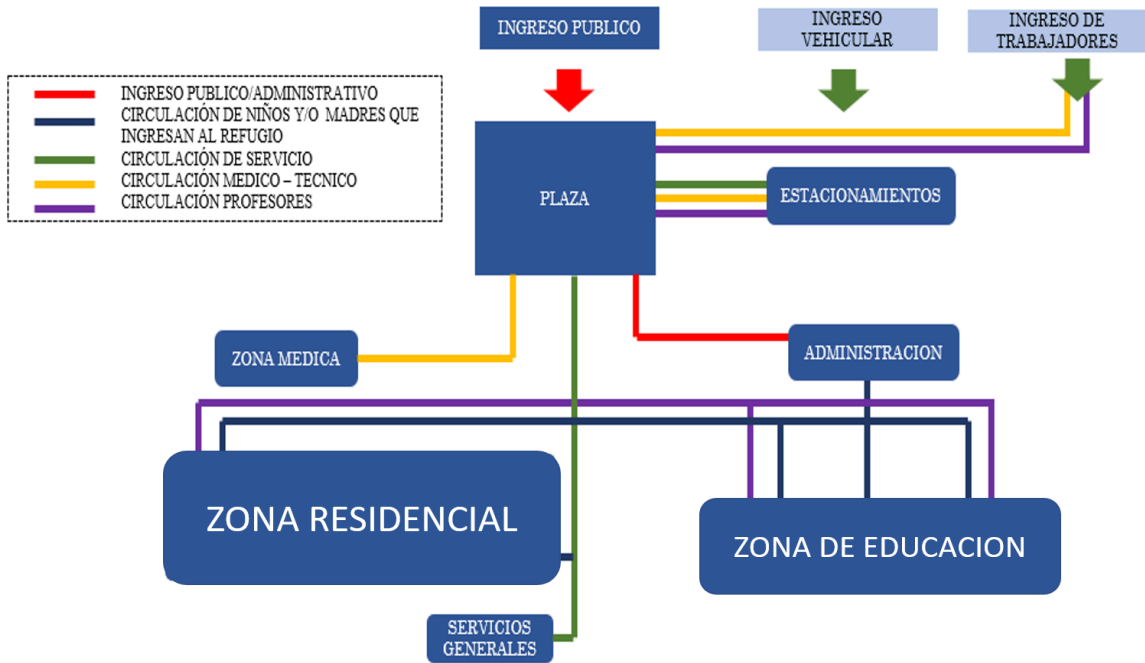 INGRESO PUBLICO
INGRESO
VEHICULAR
INGRESO DE
TRABAJADORES
INGRESO PUBLICO/ADMINISTRATIVO
CIRCULACIÓN DE NIÑOS Y/O MADRES QUE
INGRESAN AL REFUGIO
CIRCULACIÓN DE SERVICIO
CIRCULACIÓN MEDICO – TECNICO
CIRCULACIÓN PROFESORES
PLAZA
ESTACIONAMIENTOS
ZONA MEDICA
ADMINISTRACION
ZONA RESIDENCIAL
ZONA DE EDUCACION
SERVICIOS
GENERALES